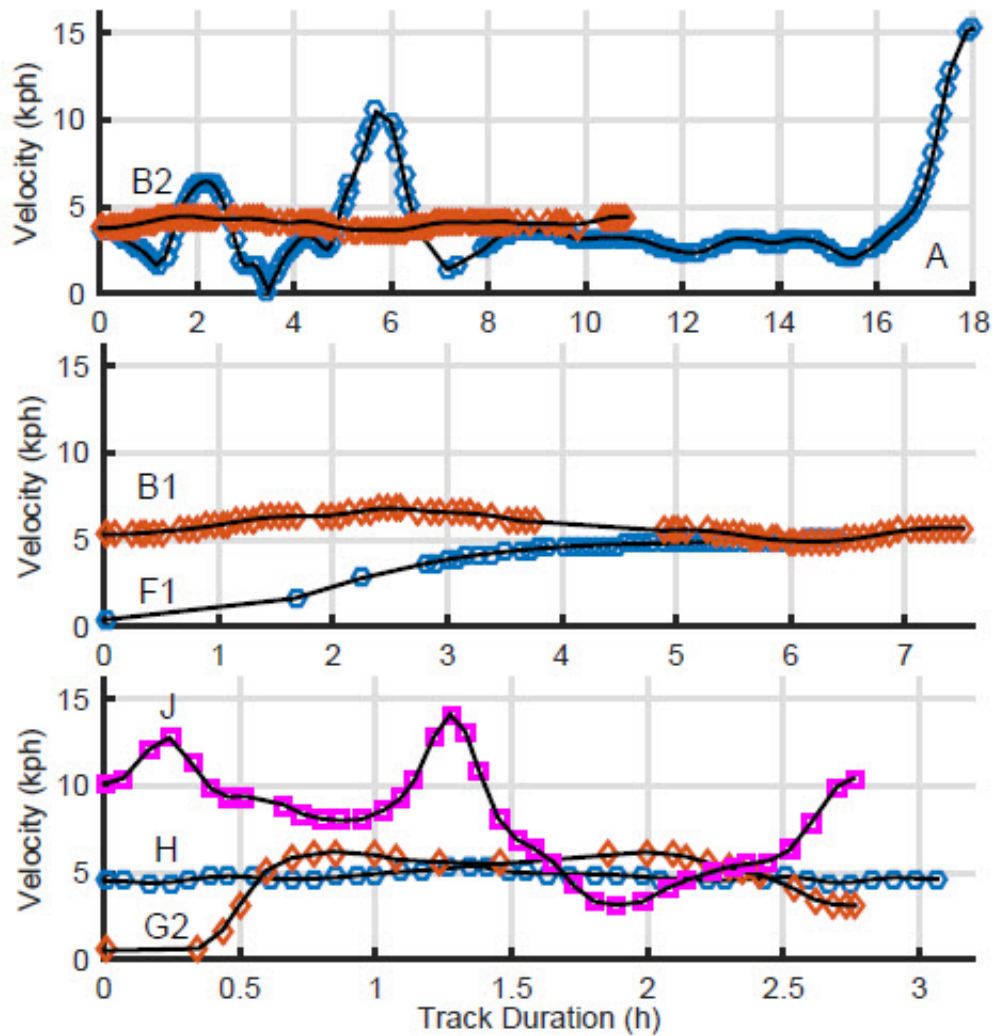 Velocity (kph)
15
10
5
0
B2
A
0 2 4 6 8 10 12 14 16 18
Velocity (kph)
15
10
5
0
B1
F1
0 1 2 3 4 5 6 7
Velocity (kph)
15
10
5
0
J
H
G2
0 0.5 1 1.5 2 2.5 3
Track Duration (h)